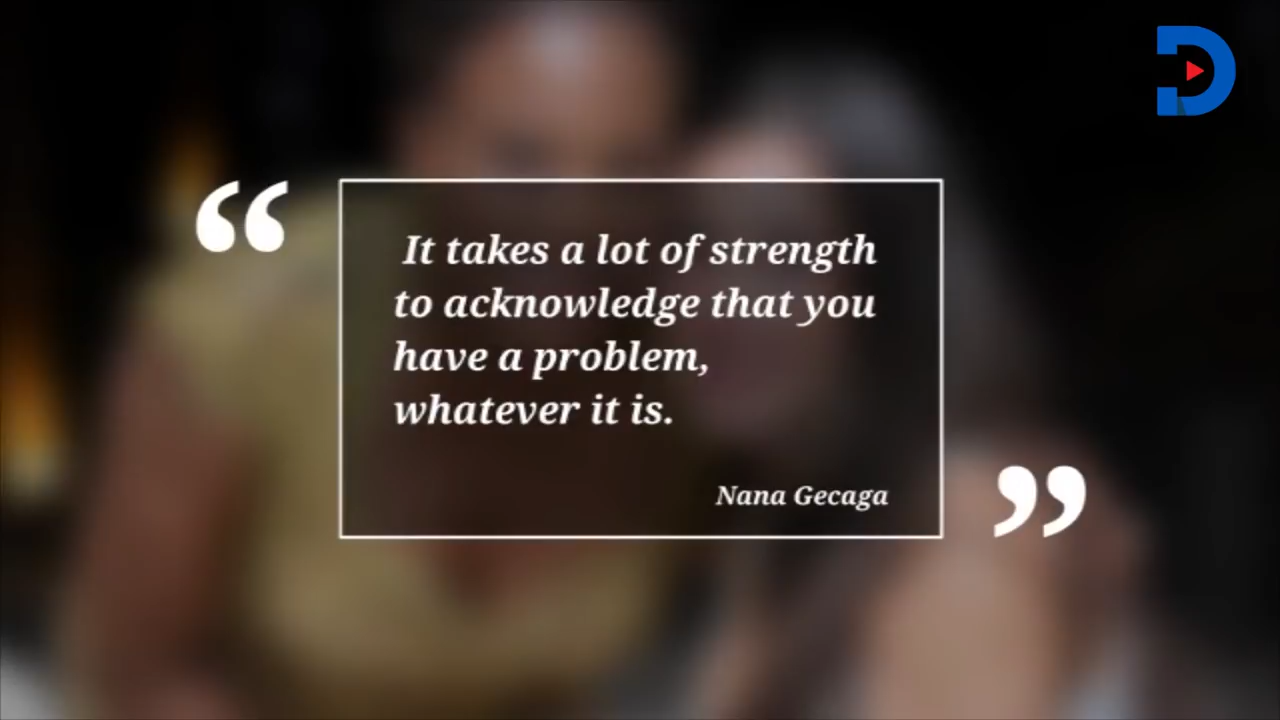 “
It takes a lot of strength
to acknowledge that you
have a problem,
whatever it is.
Nana Gecaga
”